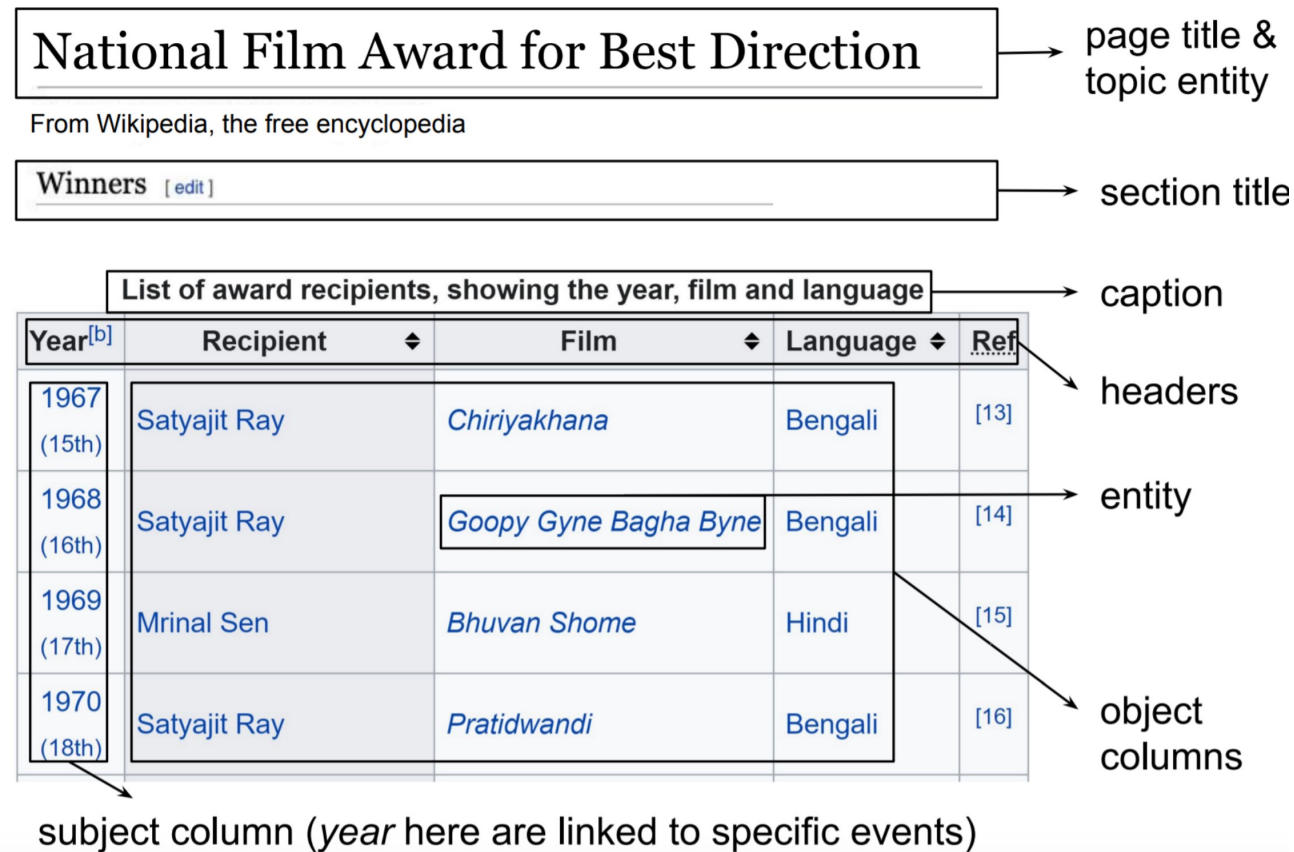 National Film Award for Best Direction
page title &
topic entity
From Wikipedia, the free encyclopedia
Winners [ edit ]
section title
List of award recipients, showing the year, film and language
caption
Year[b] Recipient Film Language Ref
headers
1967
(15th)
Satyajit Ray Chiriyakhana Bengali [13]
1968
(16th)
Satyajit Ray Goopy Gyne Bagha Byne Bengali [14]
entity
1969
(17th)
Mrinal Sen Bhuvan Shome Hindi [15]
1970
(18th)
Satyajit Ray Pratidwandi Bengali [16]
object
columns
subject column (year here are linked to specific events)